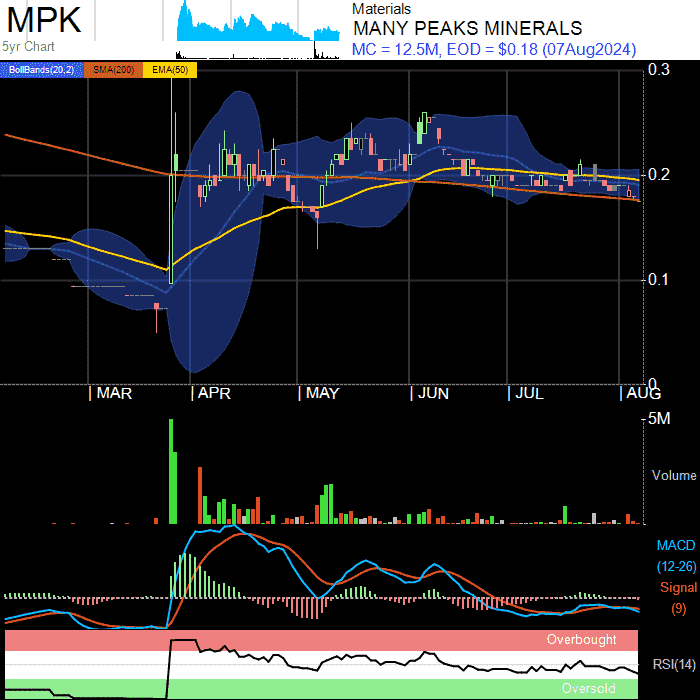 MPK
5yr Chart
Materials
MANY PEAKS MINERALS
MC = 12.5M, EOD = $0.18 (07Aug2024)
BollBands(20,2) SMA(200) EMA(50)
0.3
0.2
0.1
0
MAR APR MAY JUN JUL AUG
5M
Volume
MACD
(12-26)
Signal
(9)
Overbought
RSI(14)
Oversold